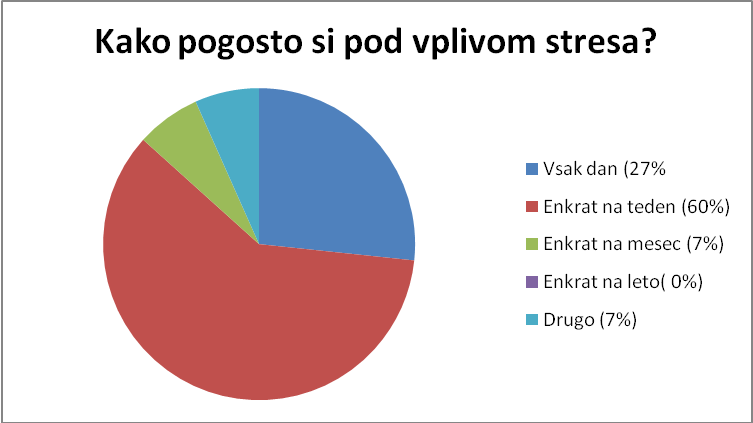 Kako pogosto si pod vplivom stresa?
Vsak dan (27%
Enkrat na teden (60%)
Enkrat na mesec (7%)
Enkrat na leto( 0%)
Drugo (7%)